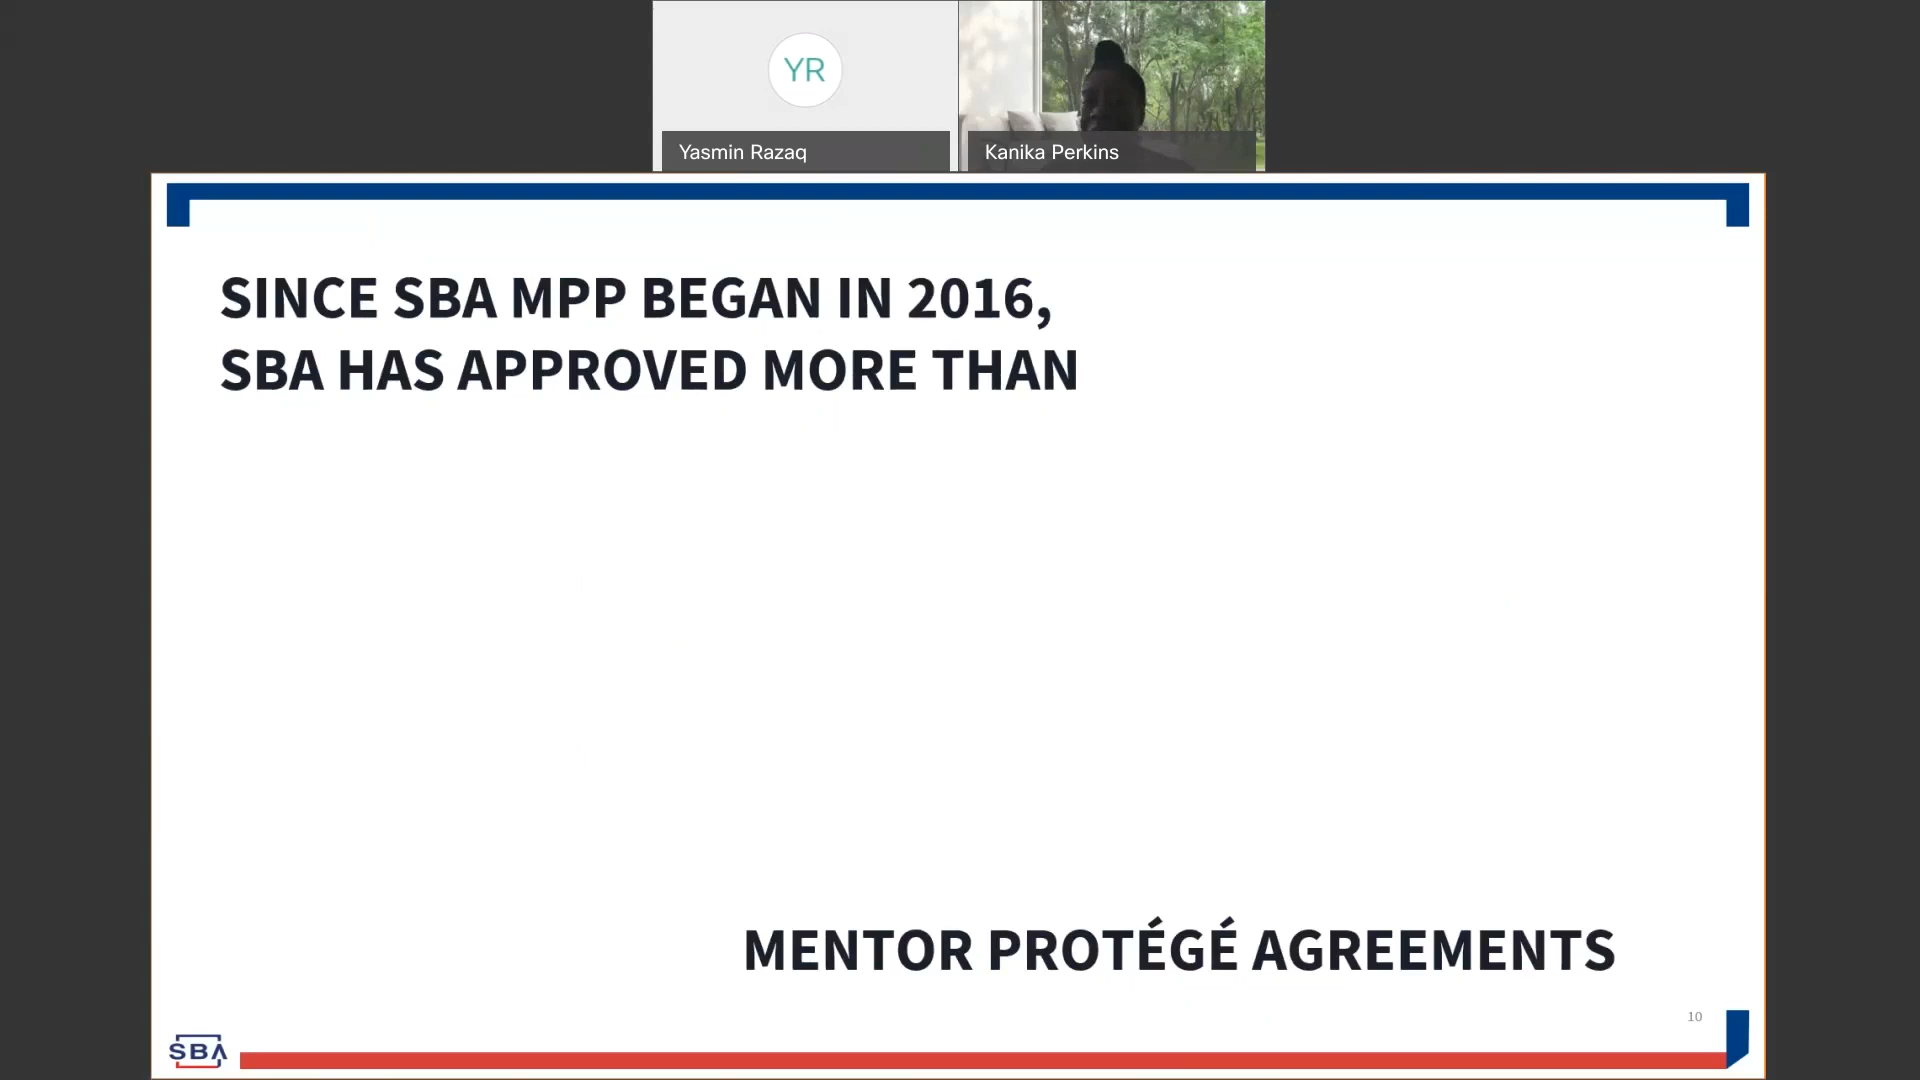 YR
Yasmin Razaq
Kanika Perkins
SINCE SBA MPP BEGAN IN 2016,
SBA HAS APPROVED MORE THAN
MENTOR PROTÉGÉ AGREEMENTS
10
SBA